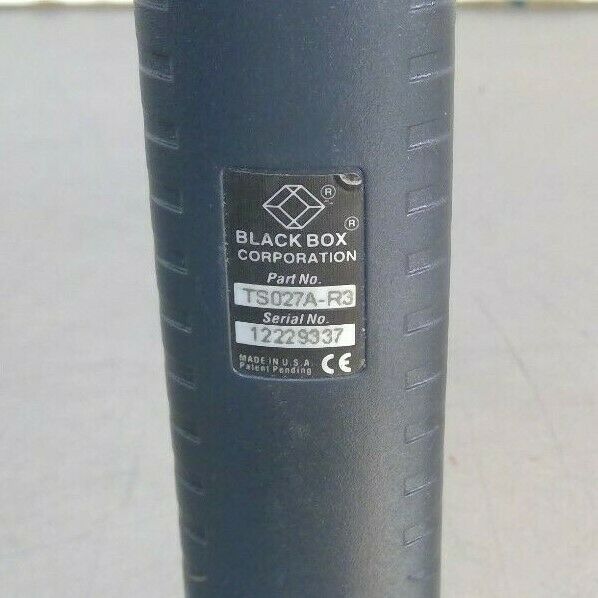 ®
®
BLACK BOX
CORPORATION
Part No.
TS027A-R3
Serial No.
12229337
MADE IN U.S.A.
Patent Pending
CE